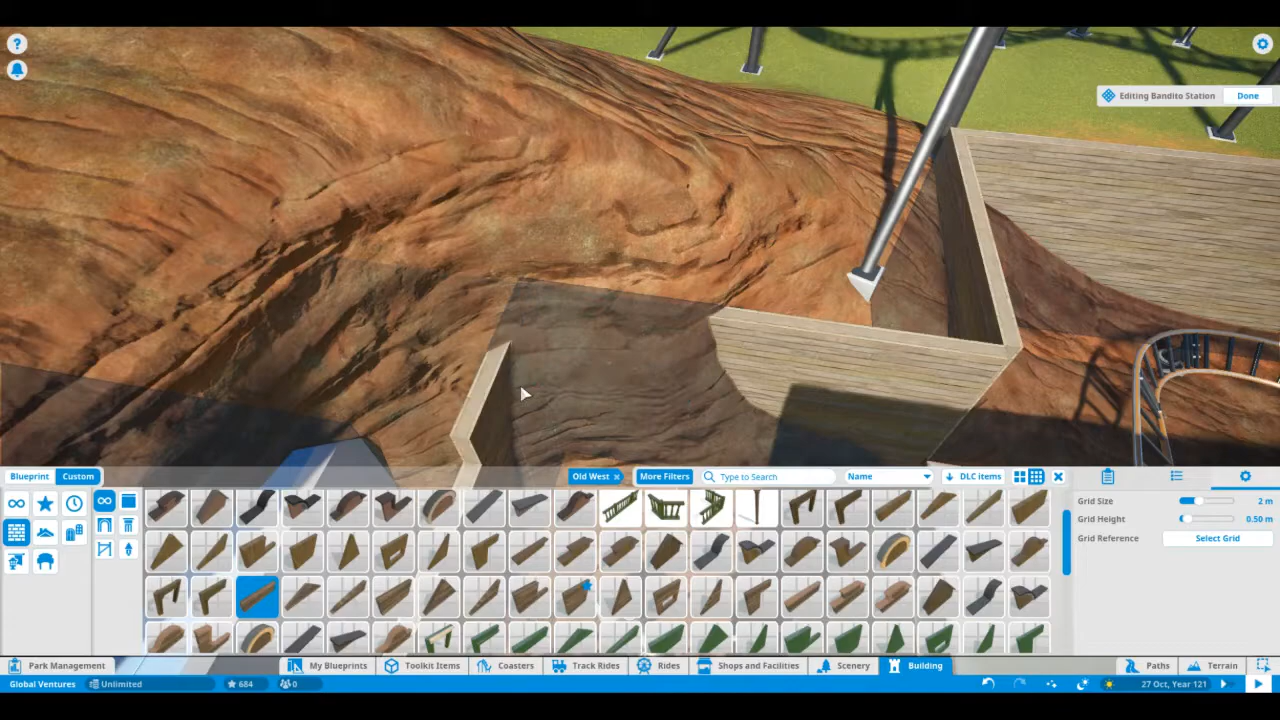 ?
Editing Bandito Station
Done
Blueprint
Custom
Old West ×
More Filters
Type to Search
Name
DLC items
Grid Size
2 m
Grid Height
0.50 m
Grid Reference
Select Grid
Park Management
My Blueprints
Toolkit Items
Coasters
Track Rides
Rides
Shops and Facilities
Scenery
Building
Paths
Terrain
Global Ventures
Unlimited
684
0
27 Oct, Year 121